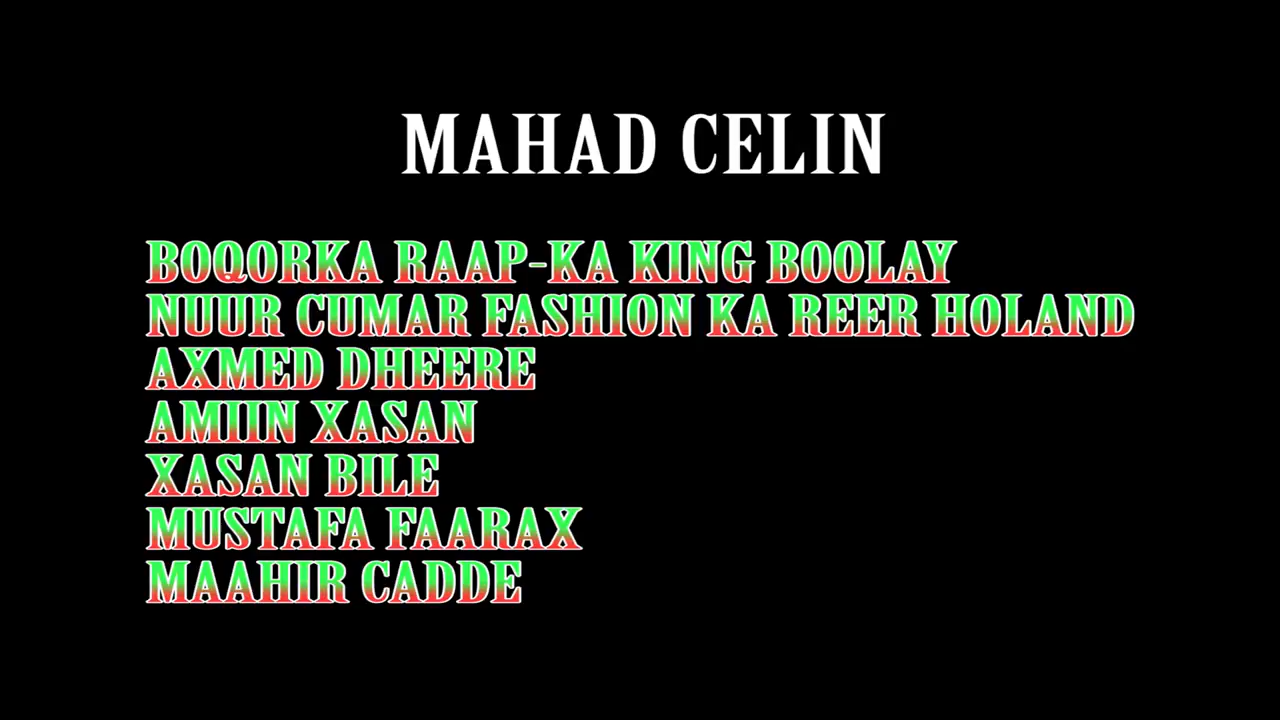 MAHAD CELIN
BOQORKA RAAP-KA KING BOOLAY
NUUR CUMAR FASHION KA REER HOLAND
AXMED DHEERE
AMIIN XASAN
XASAN BILE
MUSTAFA FAARAX
MAAHIR CADDE